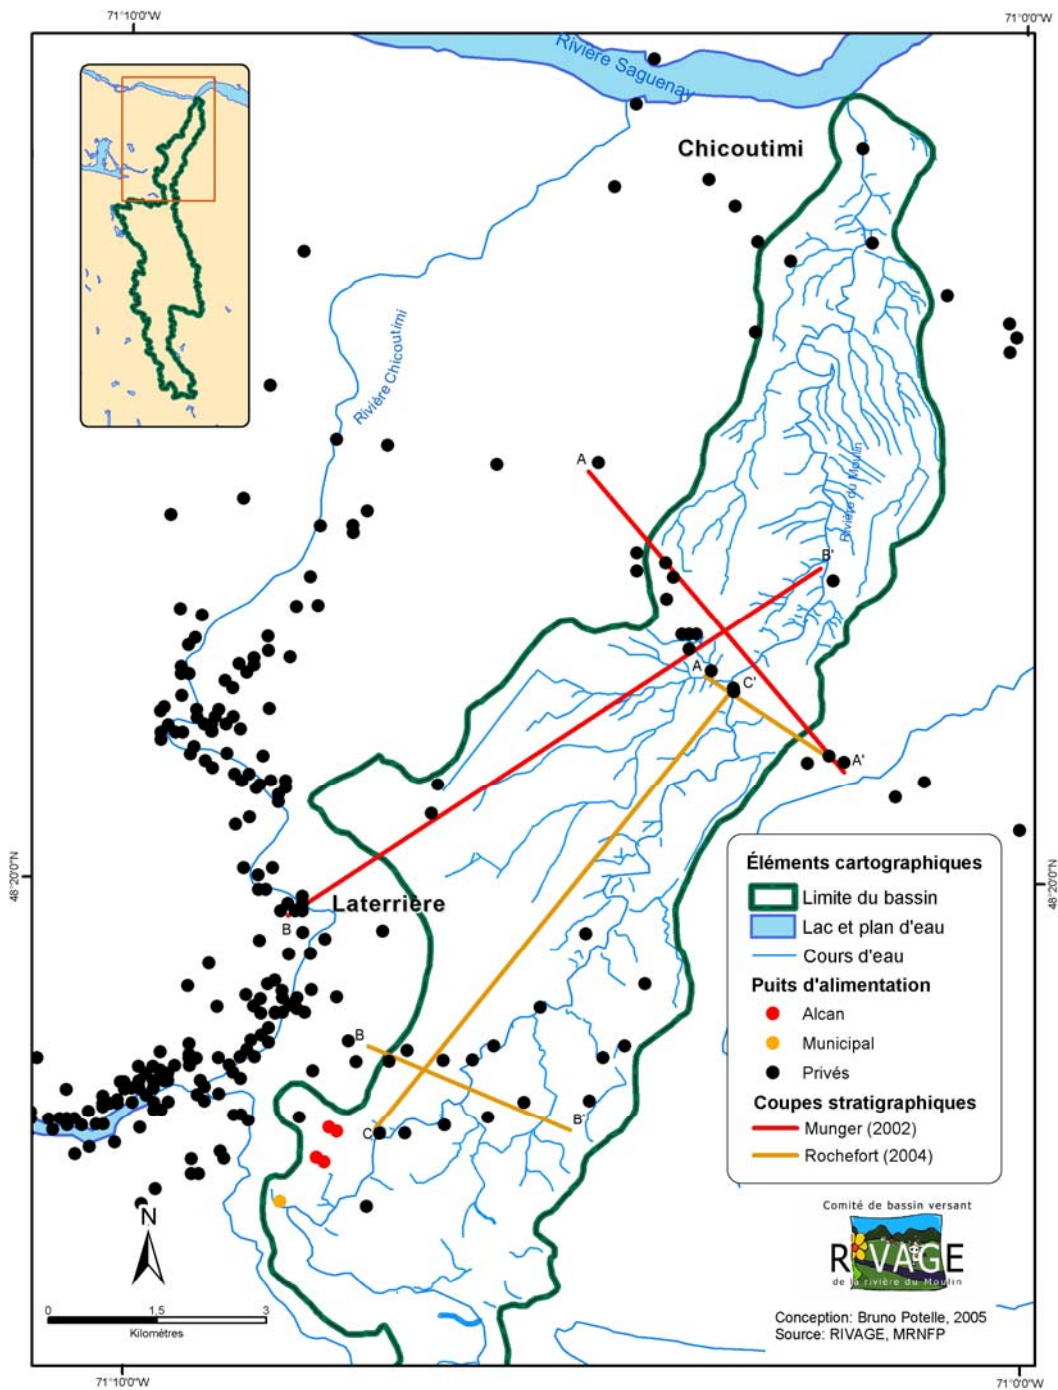 71°10'0"W
71°0'0"W
Rivière Saguenay
Chicoutimi
Rivière Chicoutimi
A
Rivière du Moulin
B'
A
C'
A'
48°20'0"N
48°20'0"N
Laterrière
B
B
C
B'
Éléments cartographiques
Limite du bassin
Lac et plan d'eau
Cours d'eau
Puits d'alimentation
Alcan
Municipal
Privés
Coupes stratigraphiques
Munger (2002)
Rochefort (2004)
N
0 1,5 3
Kilomètres
Comité de bassin versant
RIVAGE
de la rivière du Moulin
Conception: Bruno Potelle, 2005
Source: RIVAGE, MRNFP
71°10'0"W
71°0'0"W